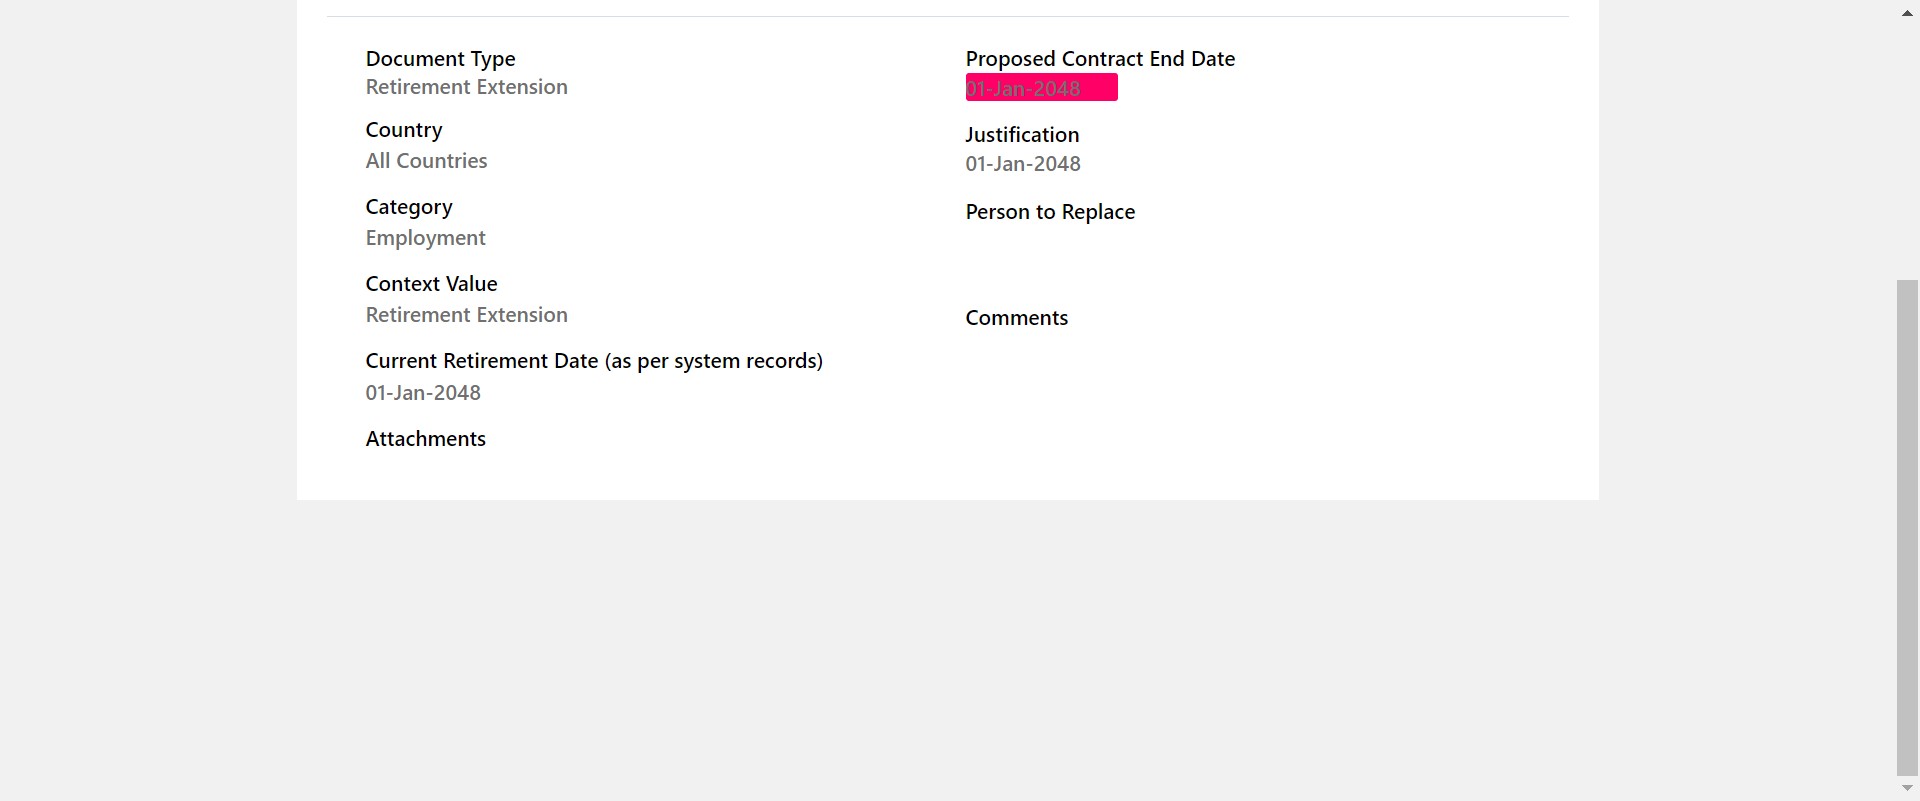 Document Type
Retirement Extension
Country
All Countries
Category
Employment
Context Value
Retirement Extension
Current Retirement Date (as per system records)
01-Jan-2048
Attachments
Proposed Contract End Date
01-Jan-2048
Justification
01-Jan-2048
Person to Replace
Comments